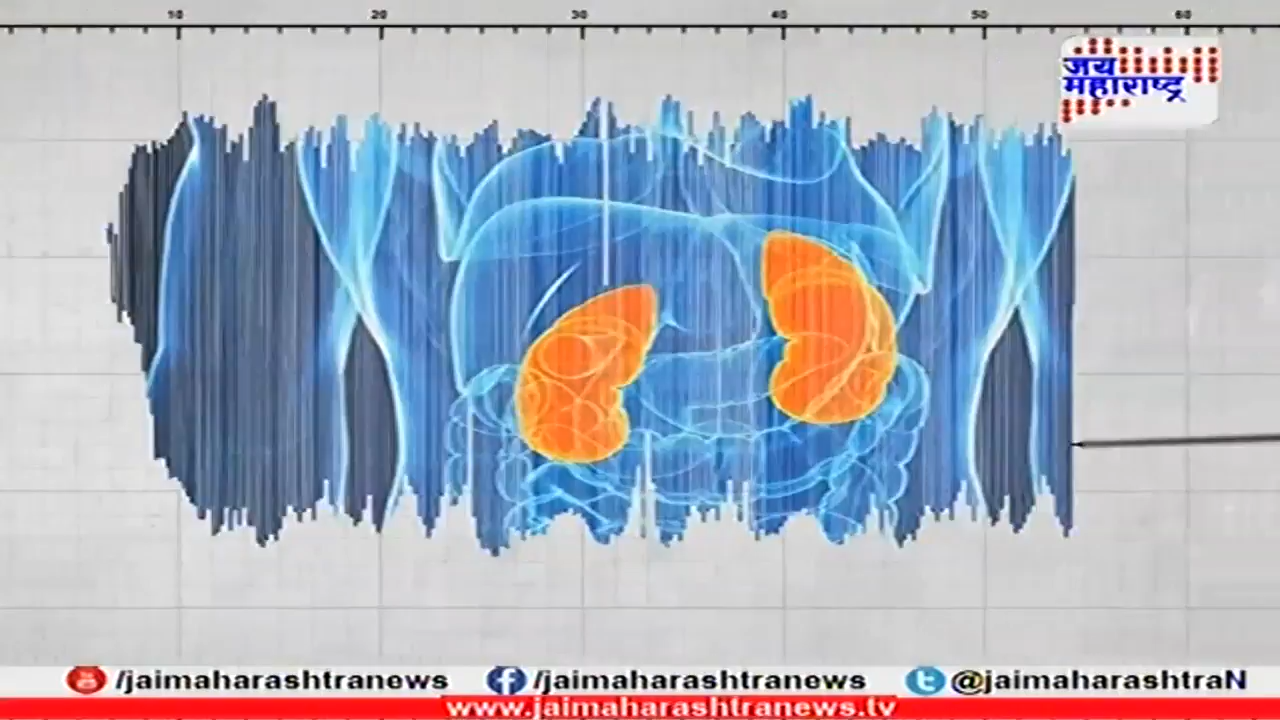 10 20 30 40 50 60
जय
महाराष्ट्र
/jaimaharashtranews /jaimaharashtranews @jaimaharashtraN
www.jaimaharashtranews.tv